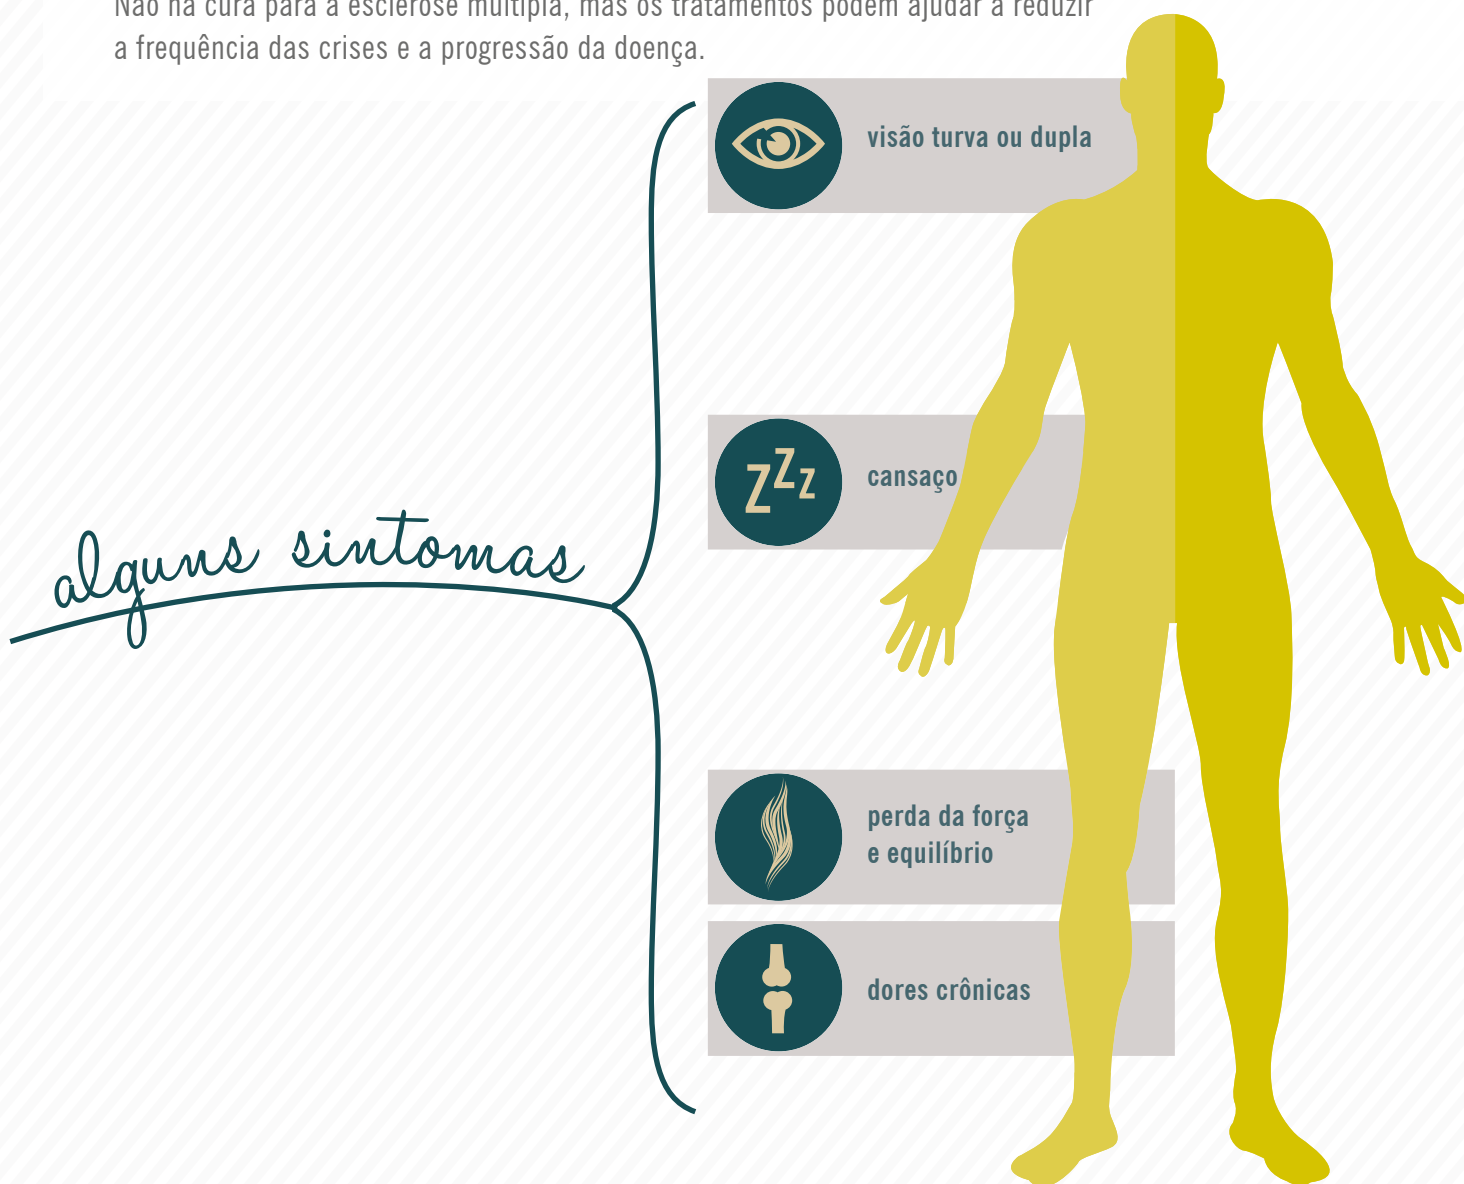 Não há cura para a esclerose múltipla, mas os tratamentos podem ajudar a reduzir
a frequência das crises e a progressão da doença.
visão turva ou dupla
cansaço
alguns sintomas
perda da força
e equilíbrio
dores crônicas